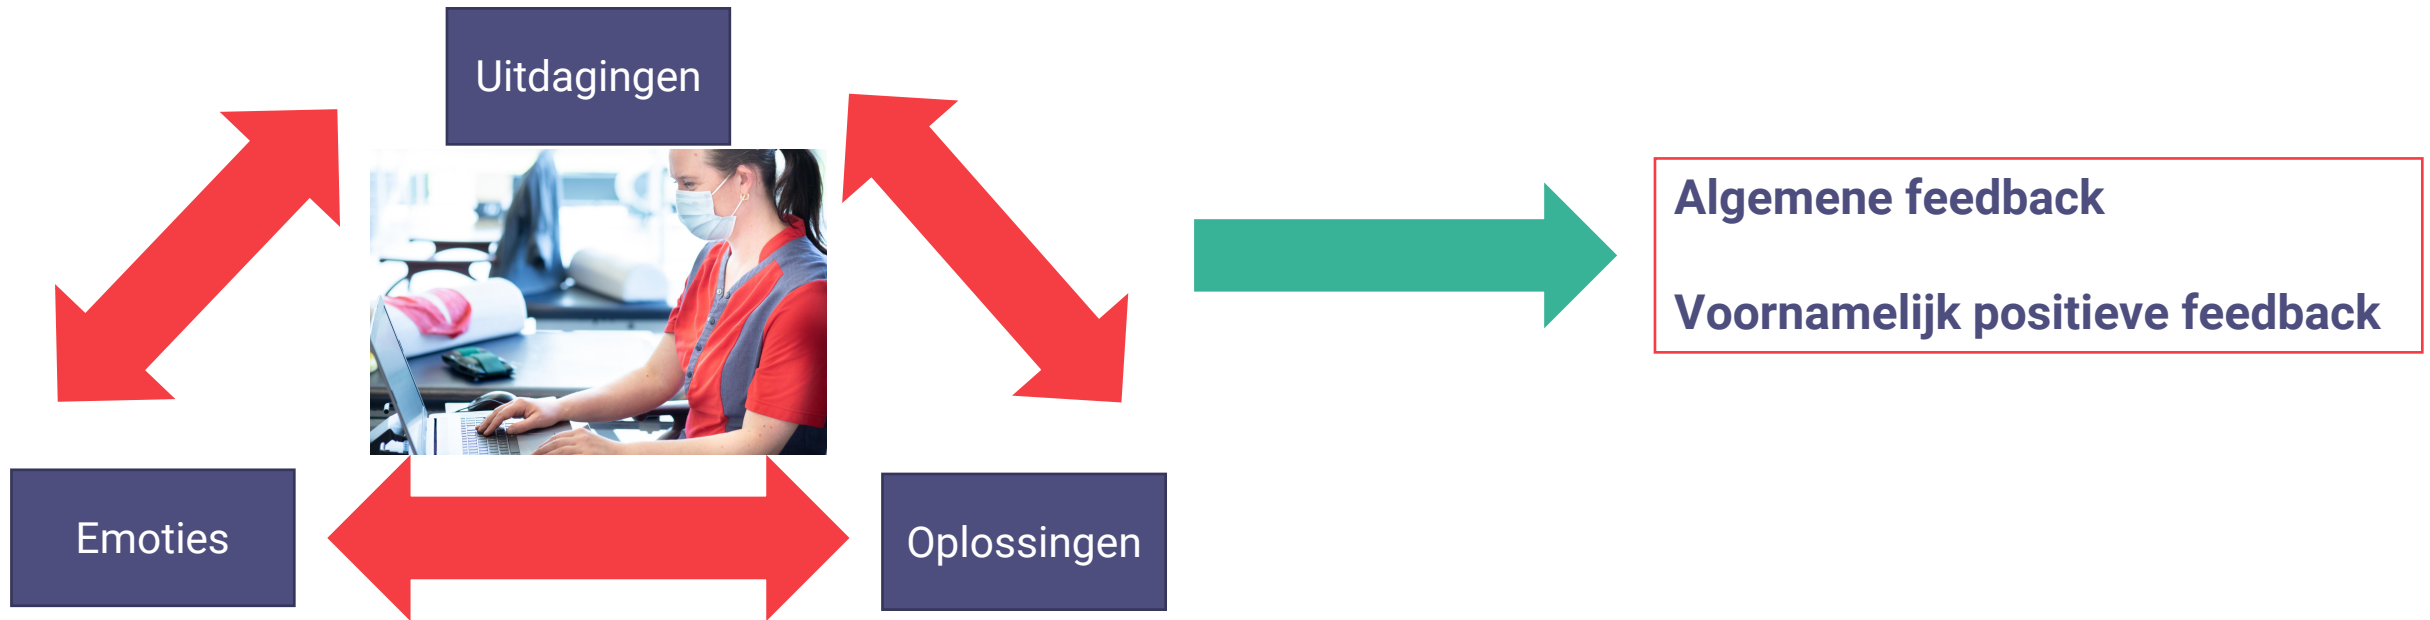 Uitdagingen
Algemene feedback
Voornamelijk positieve feedback
Emoties
Oplossingen